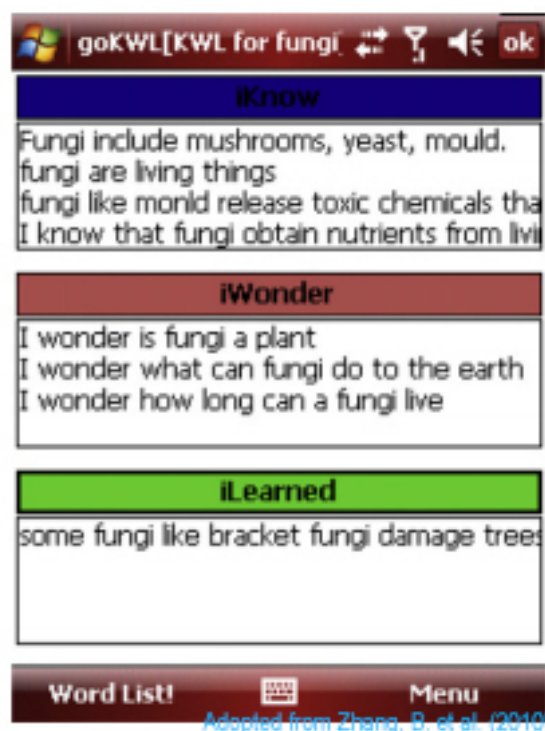 goKWL[KWL for fungi] ok
iKnow
Fungi include mushrooms, yeast, mould.
fungi are living things
fungi like monld release toxic chemicals tha
I know that fungi obtain nutrients from livi
iWonder
I wonder is fungi a plant
I wonder what can fungi do to the earth
I wonder how long can a fungi live
iLearned
some fungi like bracket fungi damage trees
Word List! Menu
Adopted from Zhang, B. et al. (2010